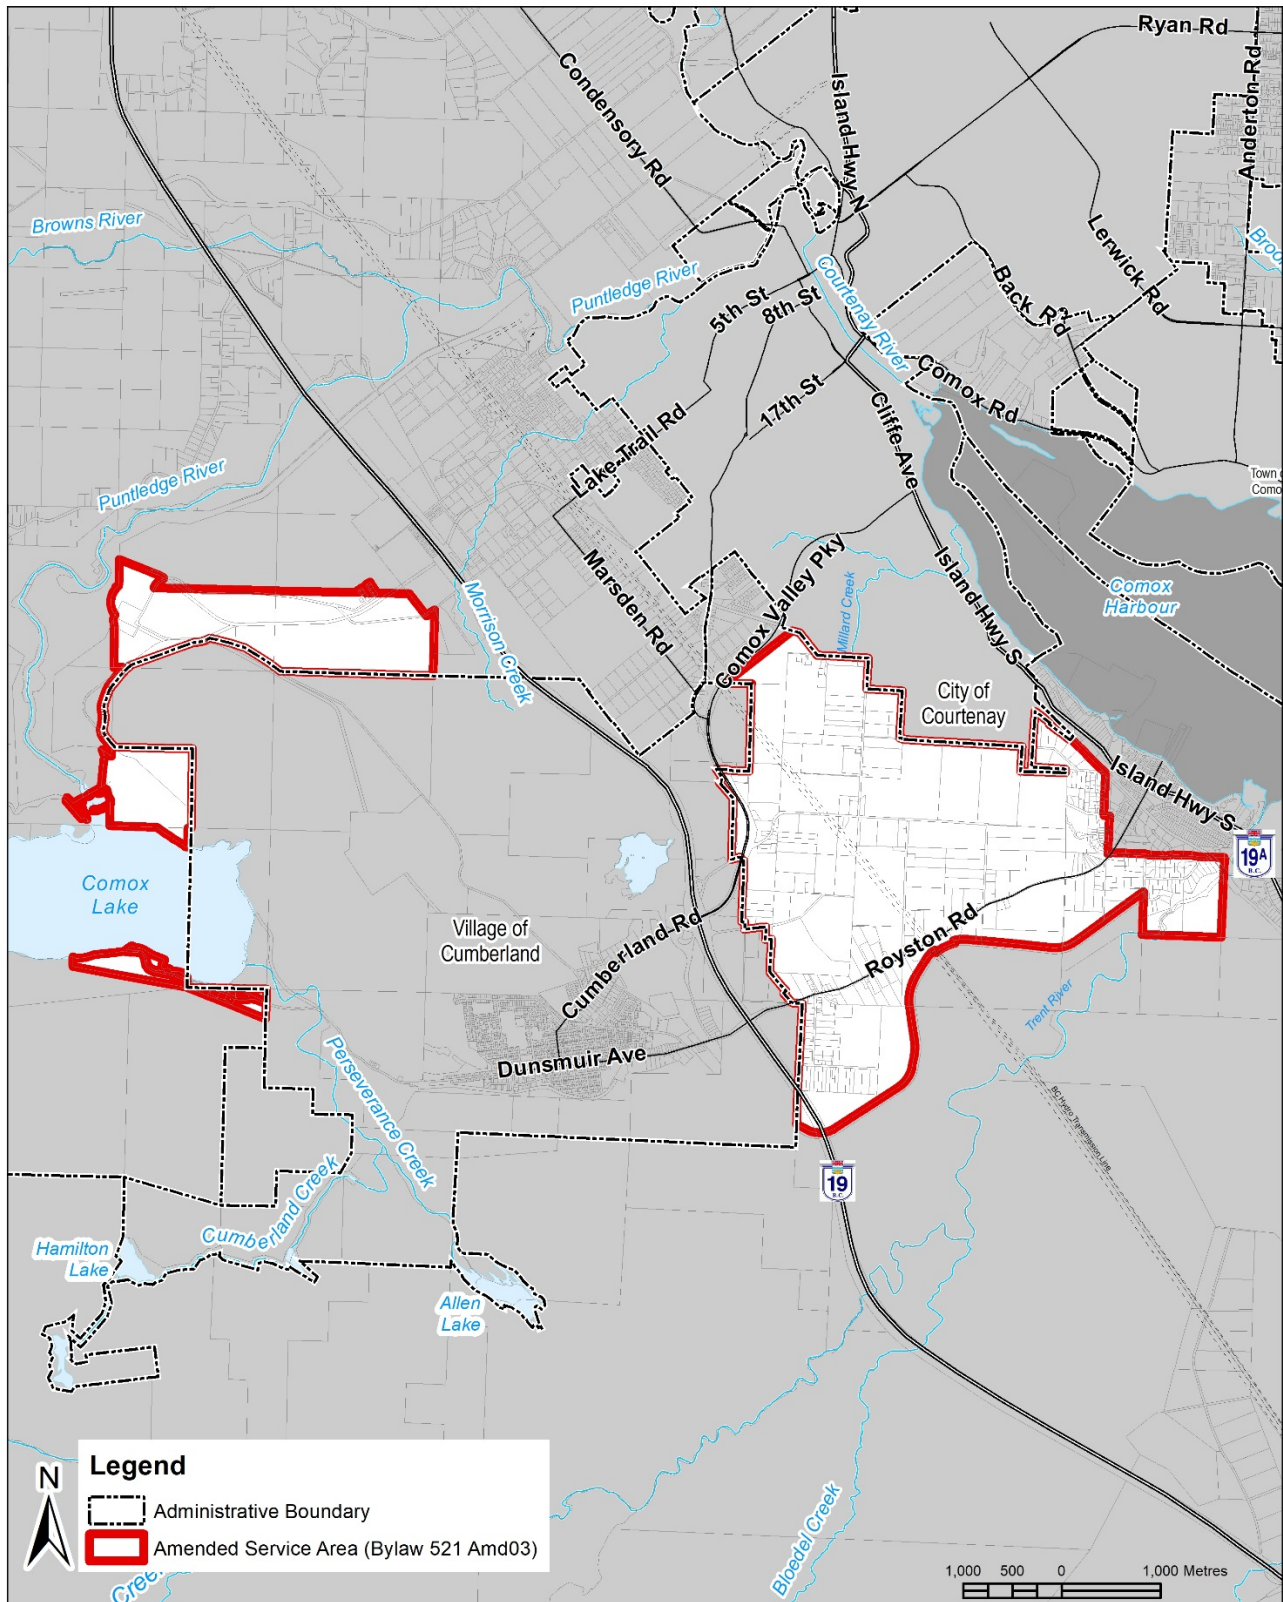 Ryan Rd
Condensory Rd
Island Hwy N
Anderton Rd
Browns River
Lerwick Rd
Puntledge River
Back Rd
5th St
8th St
Courtenay River
Comox Rd
17th St
Cliffe Ave
Lake Trail Rd
Town o
Como
Puntledge River
Marsden Rd
Comox Valley Pky
Island Hwy S
Comox
Harbour
Morrison Creek
Millard Creek
City of
Courtenay
Island Hwy S
19A
B.C.
Comox
Lake
Village of
Cumberland
Cumberland Rd
Royston Rd
Trent River
Dunsmuir Ave
Perseverance Creek
BC Hydro Transmission Line
19
B.C.
Cumberland Creek
Hamilton
Lake
Allen
Lake
Bloedel Creek
Legend
N
Administrative Boundary
Amended Service Area (Bylaw 521 Amd03)
Creek
1,000 500 0 1,000 Metres